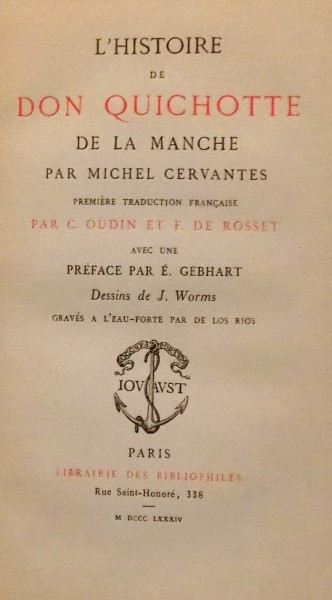 L'HISTOIRE
DE
DON QUICHOTTE
DE LA MANCHE
PAR MICHEL CERVANTES
PREMIÈRE TRADUCTION FRANÇAISE
PAR C. OUDIN ET F. DE ROSSET
AVEC UNE
PRÉFACE PAR É. GEBHART
Dessins de J. Worms
GRAVÉS A L'EAU-FORTE PAR DE LOS RIOS
IOU AUST
PARIS
LIBRAIRIE DES BIBLIOPHILES
Rue Saint-Honoré, 338
M DCCC LXXXIV